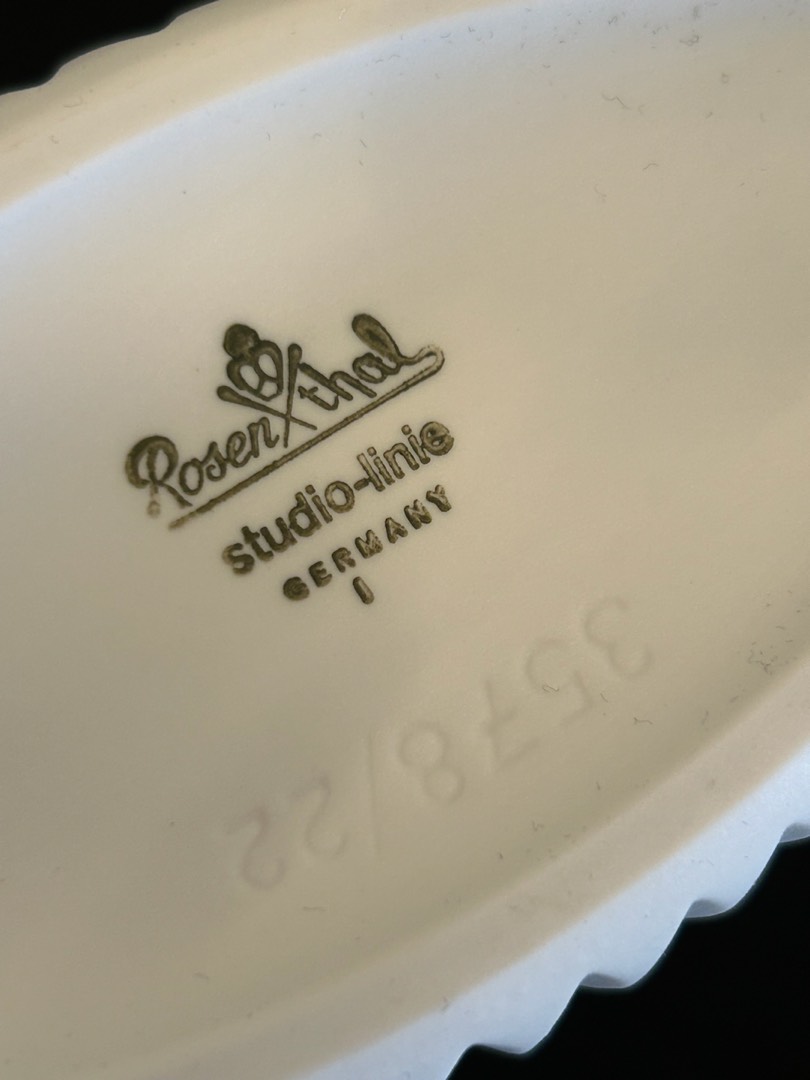 Rosenthal
studio-linie
GERMANY
I
3578/22